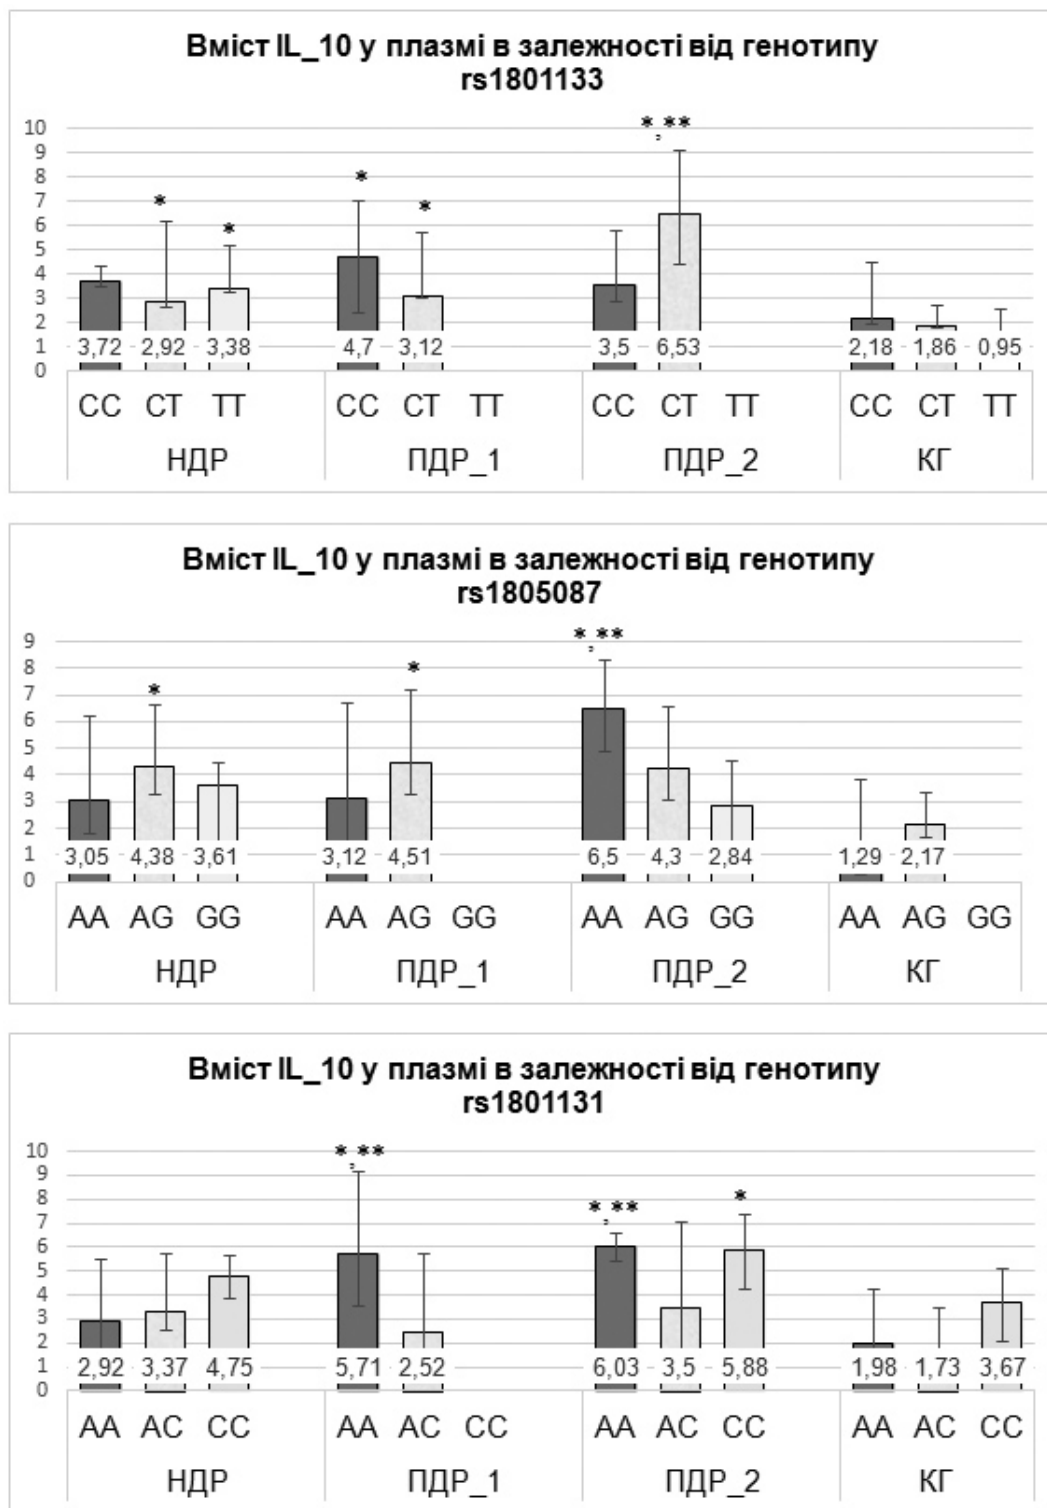 Вміст IL_10 у плазмі в залежності від генотипу
rs1801133
10
9
8
7
6
5
4
3
2
1
0
* * * * *,**
3,72 2,92 3,38 4,7 3,12 3,5 6,53 2,18 1,86 0,95
CC CT TT CC CT TT CC CT TT CC CT TT
НДР ПДР_1 ПДР_2 КГ
Вміст IL_10 у плазмі в залежності від генотипу
rs1805087
9
8
7
6
5
4
3
2
1
0
* * *,**
3,05 4,38 3,61 3,12 4,51 6,5 4,3 2,84 1,29 2,17
AA AG GG AA AG GG AA AG GG AA AG GG
НДР ПДР_1 ПДР_2 КГ
Вміст IL_10 у плазмі в залежності від генотипу
rs1801131
10
9
8
7
6
5
4
3
2
1
0
*,** *,** *
2,92 3,37 4,75 5,71 2,52 6,03 3,5 5,88 1,98 1,73 3,67
AA AC CC AA AC CC AA AC CC AA AC CC
НДР ПДР_1 ПДР_2 КГ